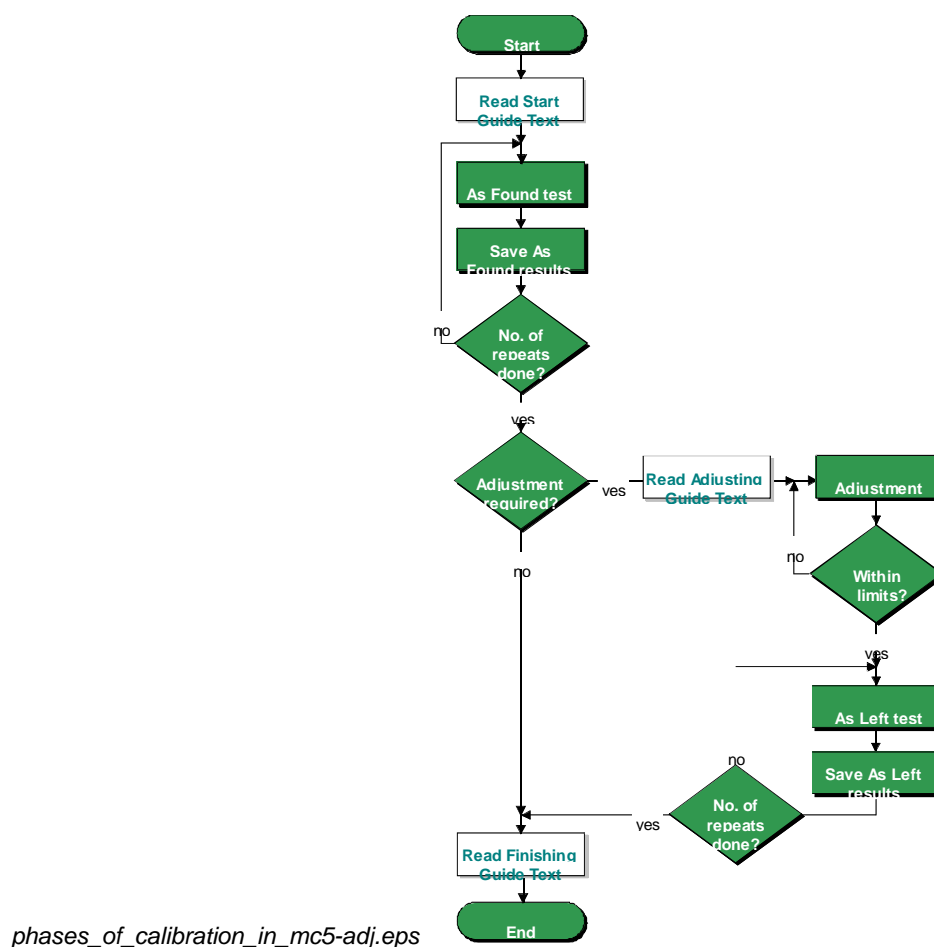 Start
Read Start
Guide Text
As Found test
Save As
Found results
no
No. of
repeats
done?
yes
Adjustment
required?
yes
Read Adjusting
Guide Text
Adjustment
no
Within
limits?
no
yes
As Left test
no
Save As Left
results
No. of
repeats
done?
yes
Read Finishing
Guide Text
End
phases_of_calibration_in_mc5-adj.eps